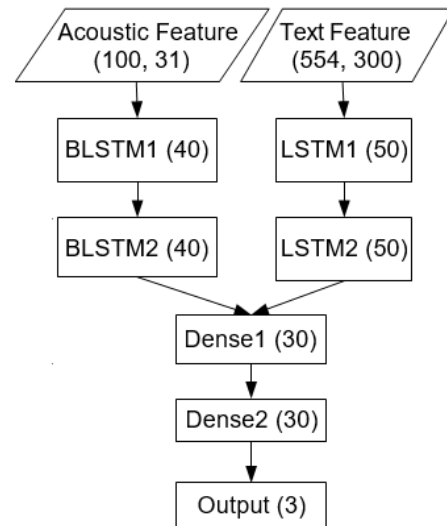 Acoustic Feature
(100, 31)
Text Feature
(554, 300)
BLSTM1 (40)
LSTM1 (50)
BLSTM2 (40)
LSTM2 (50)
Dense1 (30)
Dense2 (30)
Output (3)